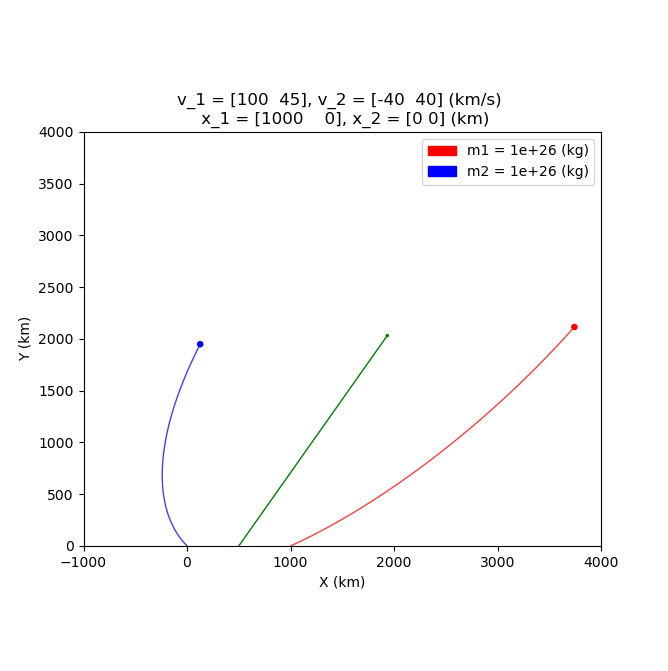 v_1 = [100  45], v_2 = [-40  40] (km/s)
x_1 = [1000    0], x_2 = [0 0] (km)
4000
3500
3000
2500
2000
1500
1000
500
0
Y (km)
m1 = 1e+26 (kg)
m2 = 1e+26 (kg)
−1000 0 1000 2000 3000 4000
X (km)